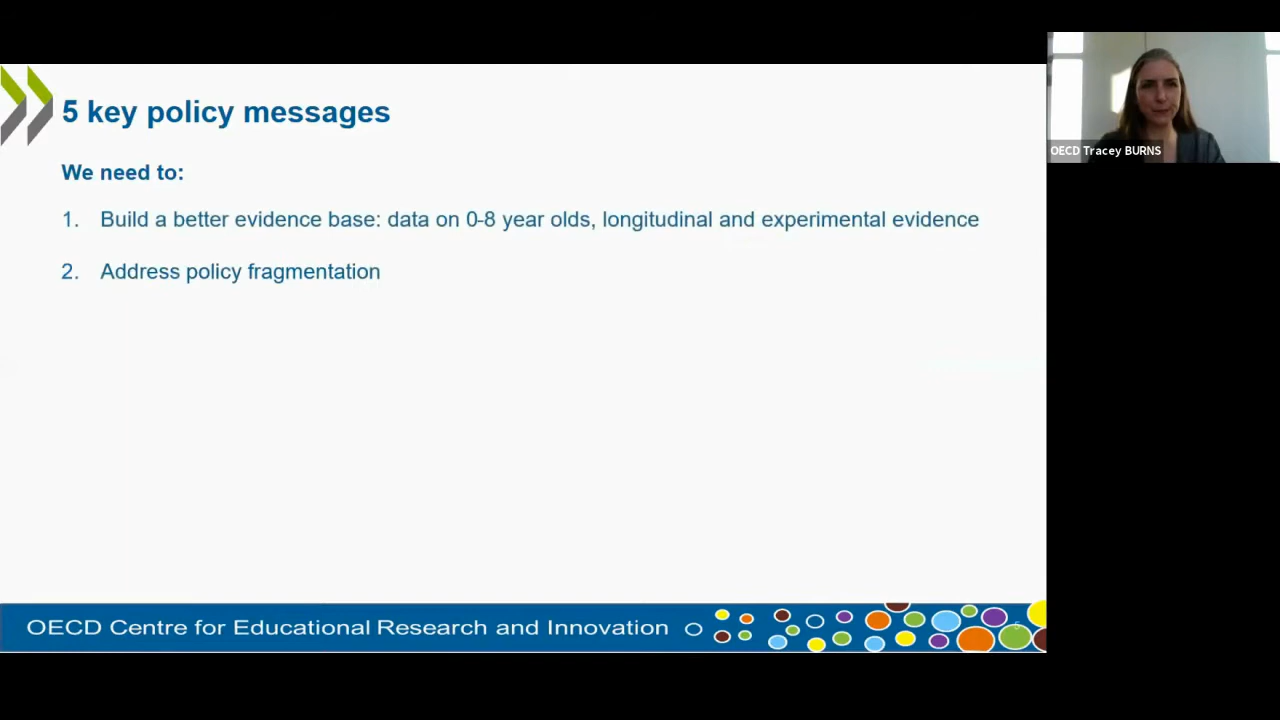 5 key policy messages
We need to:
1. Build a better evidence base: data on 0-8 year olds, longitudinal and experimental evidence
2. Address policy fragmentation
OECD Centre for Educational Research and Innovation
5
OECD Tracey BURNS